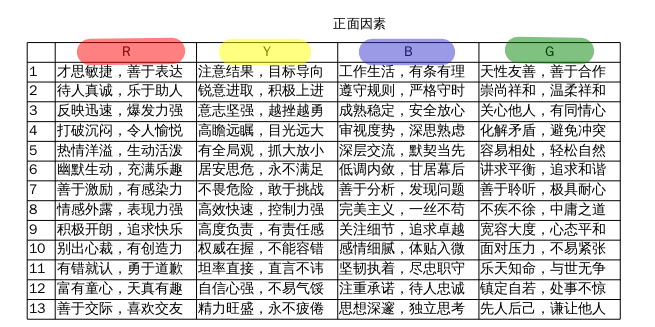 正面因素
R Y B G
1 才思敏捷，善于表达 注意结果，目标导向 工作生活，有条有理 天性友善，善于合作
2 待人真诚，乐于助人 锐意进取，积极上进 遵守规则，严格守时 崇尚祥和，温柔祥和
3 反映迅速，爆发力强 意志坚强，越挫越勇 成熟稳定，安全放心 关心他人，有同情心
4 打破沉闷，令人愉悦 高瞻远瞩，目光远大 审视度势，深思熟虑 化解矛盾，避免冲突
5 热情洋溢，生动活泼 有全局观，抓大放小 深层交流，默契当先 容易相处，轻松自然
6 幽默生动，充满乐趣 居安思危，永不满足 低调内敛，甘居幕后 讲求平衡，追求和谐
7 善于激励，有感染力 不畏危险，敢于挑战 善于分析，发现问题 善于聆听，极具耐心
8 情感外露，表现力强 高效快速，控制力强 完美主义，一丝不苟 不疾不徐，中庸之道
9 积极开朗，追求快乐 高度负责，有责任感 关注细节，追求卓越 宽容大度，心态平和
10 别出心裁，有创造力 权威在握，不能容错 感情细腻，体贴入微 面对压力，不易紧张
11 有错就认，勇于道歉 坦率直接，直言不讳 坚韧执着，尽忠职守 乐天知命，与世无争
12 富有童心，天真有趣 自信心强，不易气馁 注重承诺，待人忠诚 镇定自若，处事不惊
13 善于交际，喜欢交友 精力旺盛，永不疲倦 思想深邃，独立思考 先人后己，谦让他人